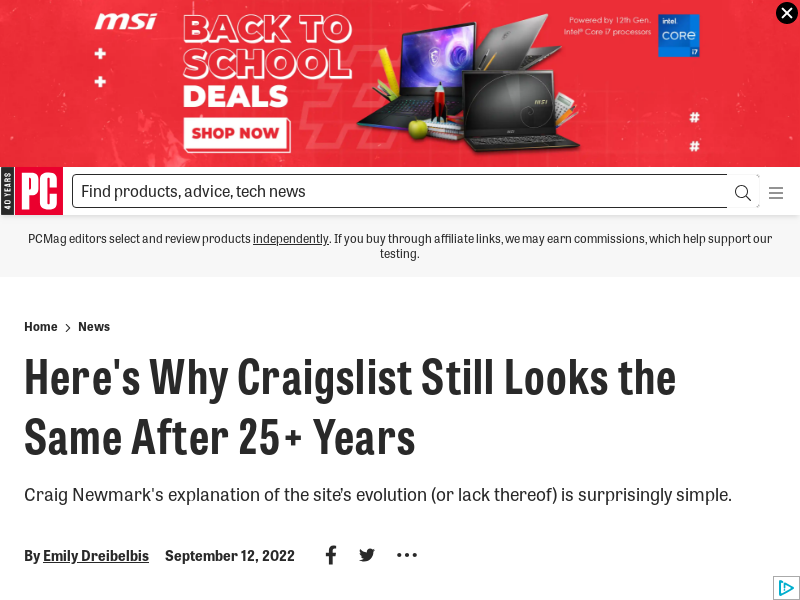 msi
BACK TO
SCHOOL
DEALS
SHOP NOW
Powered by 12th Gen.
Intel® Core i7 processors
intel
CORE
i7
msi
#
#
40 YEARS
PC
Find products, advice, tech news
PCMag editors select and review products independently. If you buy through affiliate links, we may earn commissions, which help support our
testing.
Home > News
Here's Why Craigslist Still Looks the
Same After 25+ Years
Craig Newmark's explanation of the site's evolution (or lack thereof) is surprisingly simple.
By Emily Dreibelbis September 12, 2022